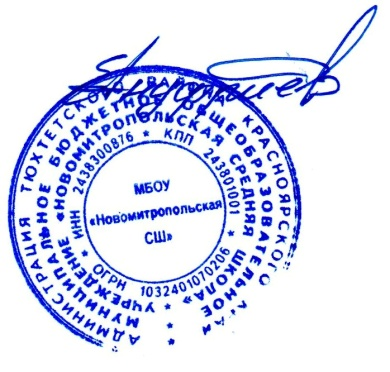 АДМИНИСТРАЦИЯ ТЮХТЕТСКОГО РАЙОНА КРАСНОЯРСКОГО КРАЯ
МУНИЦИПАЛЬНОЕ БЮДЖЕТНОЕ ОБЩЕОБРАЗОВАТЕЛЬНОЕ
УЧРЕЖДЕНИЕ «НОВОМИТРОПОЛЬСКАЯ СРЕДНЯЯ ШКОЛА»
* ИНН 2438300876 * КПП 243801001 * ОГРН 1032401070206
МБОУ
«Новомитропольская
СШ»